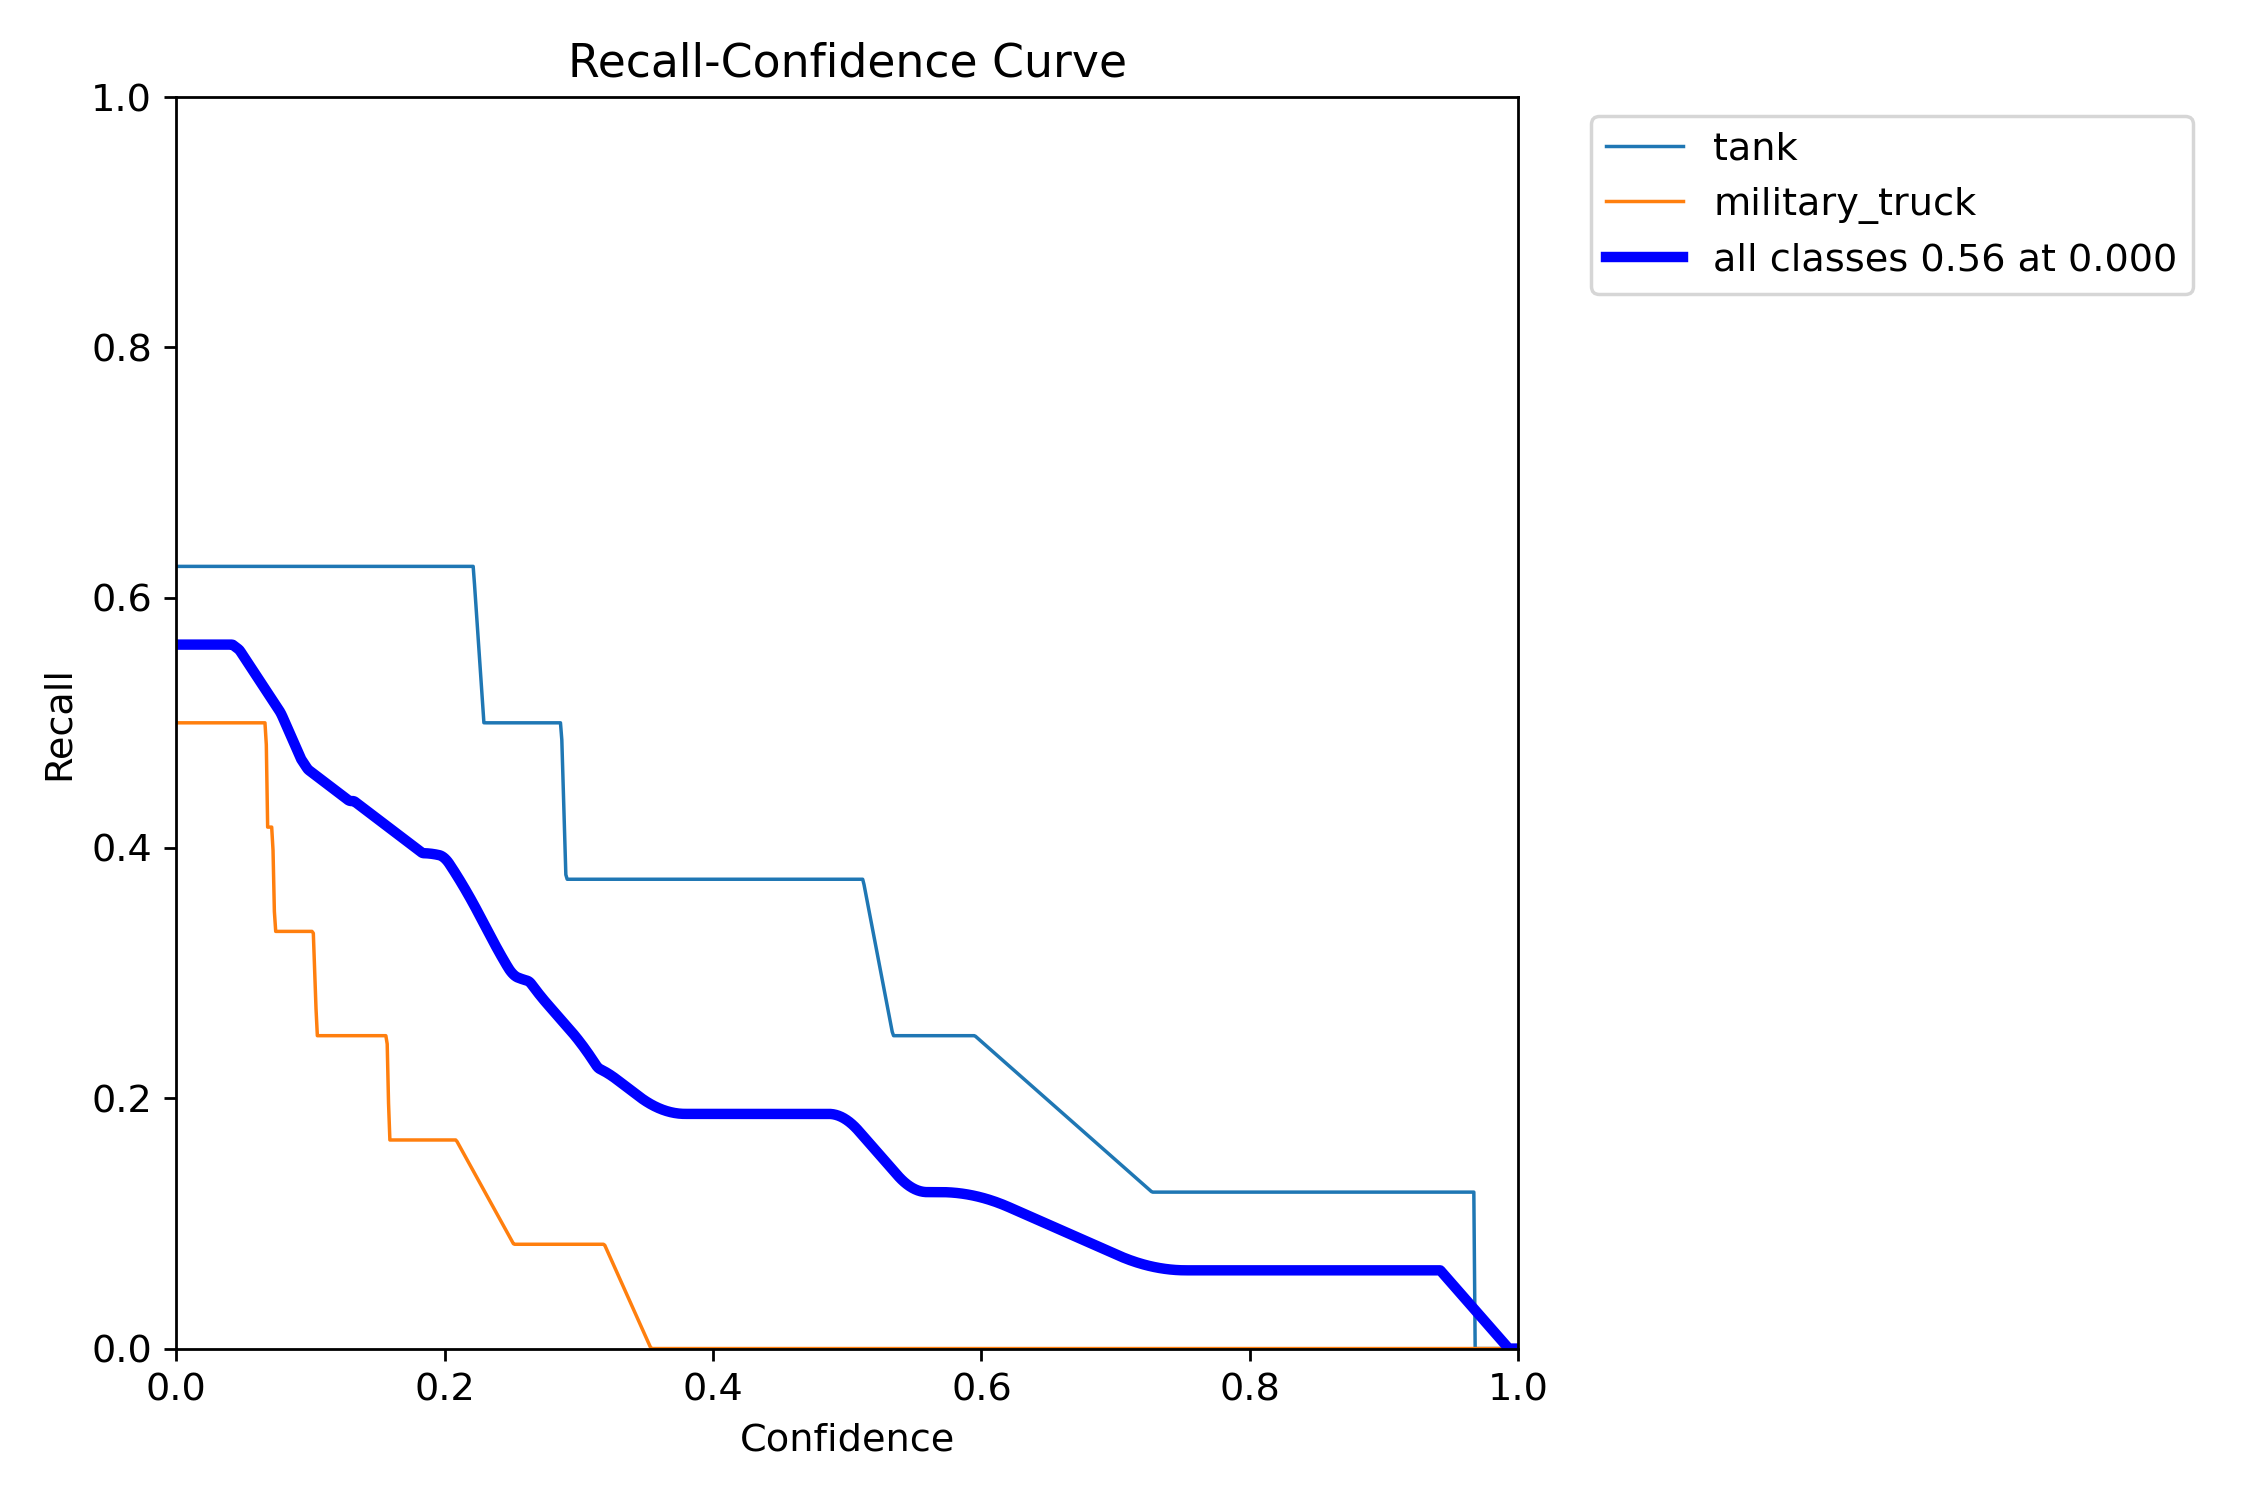 Recall-Confidence Curve
1.0
0.8
0.6
0.4
0.2
0.0
Recall
0.0 0.2 0.4 0.6 0.8 1.0
Confidence
tank
military_truck
all classes 0.56 at 0.000